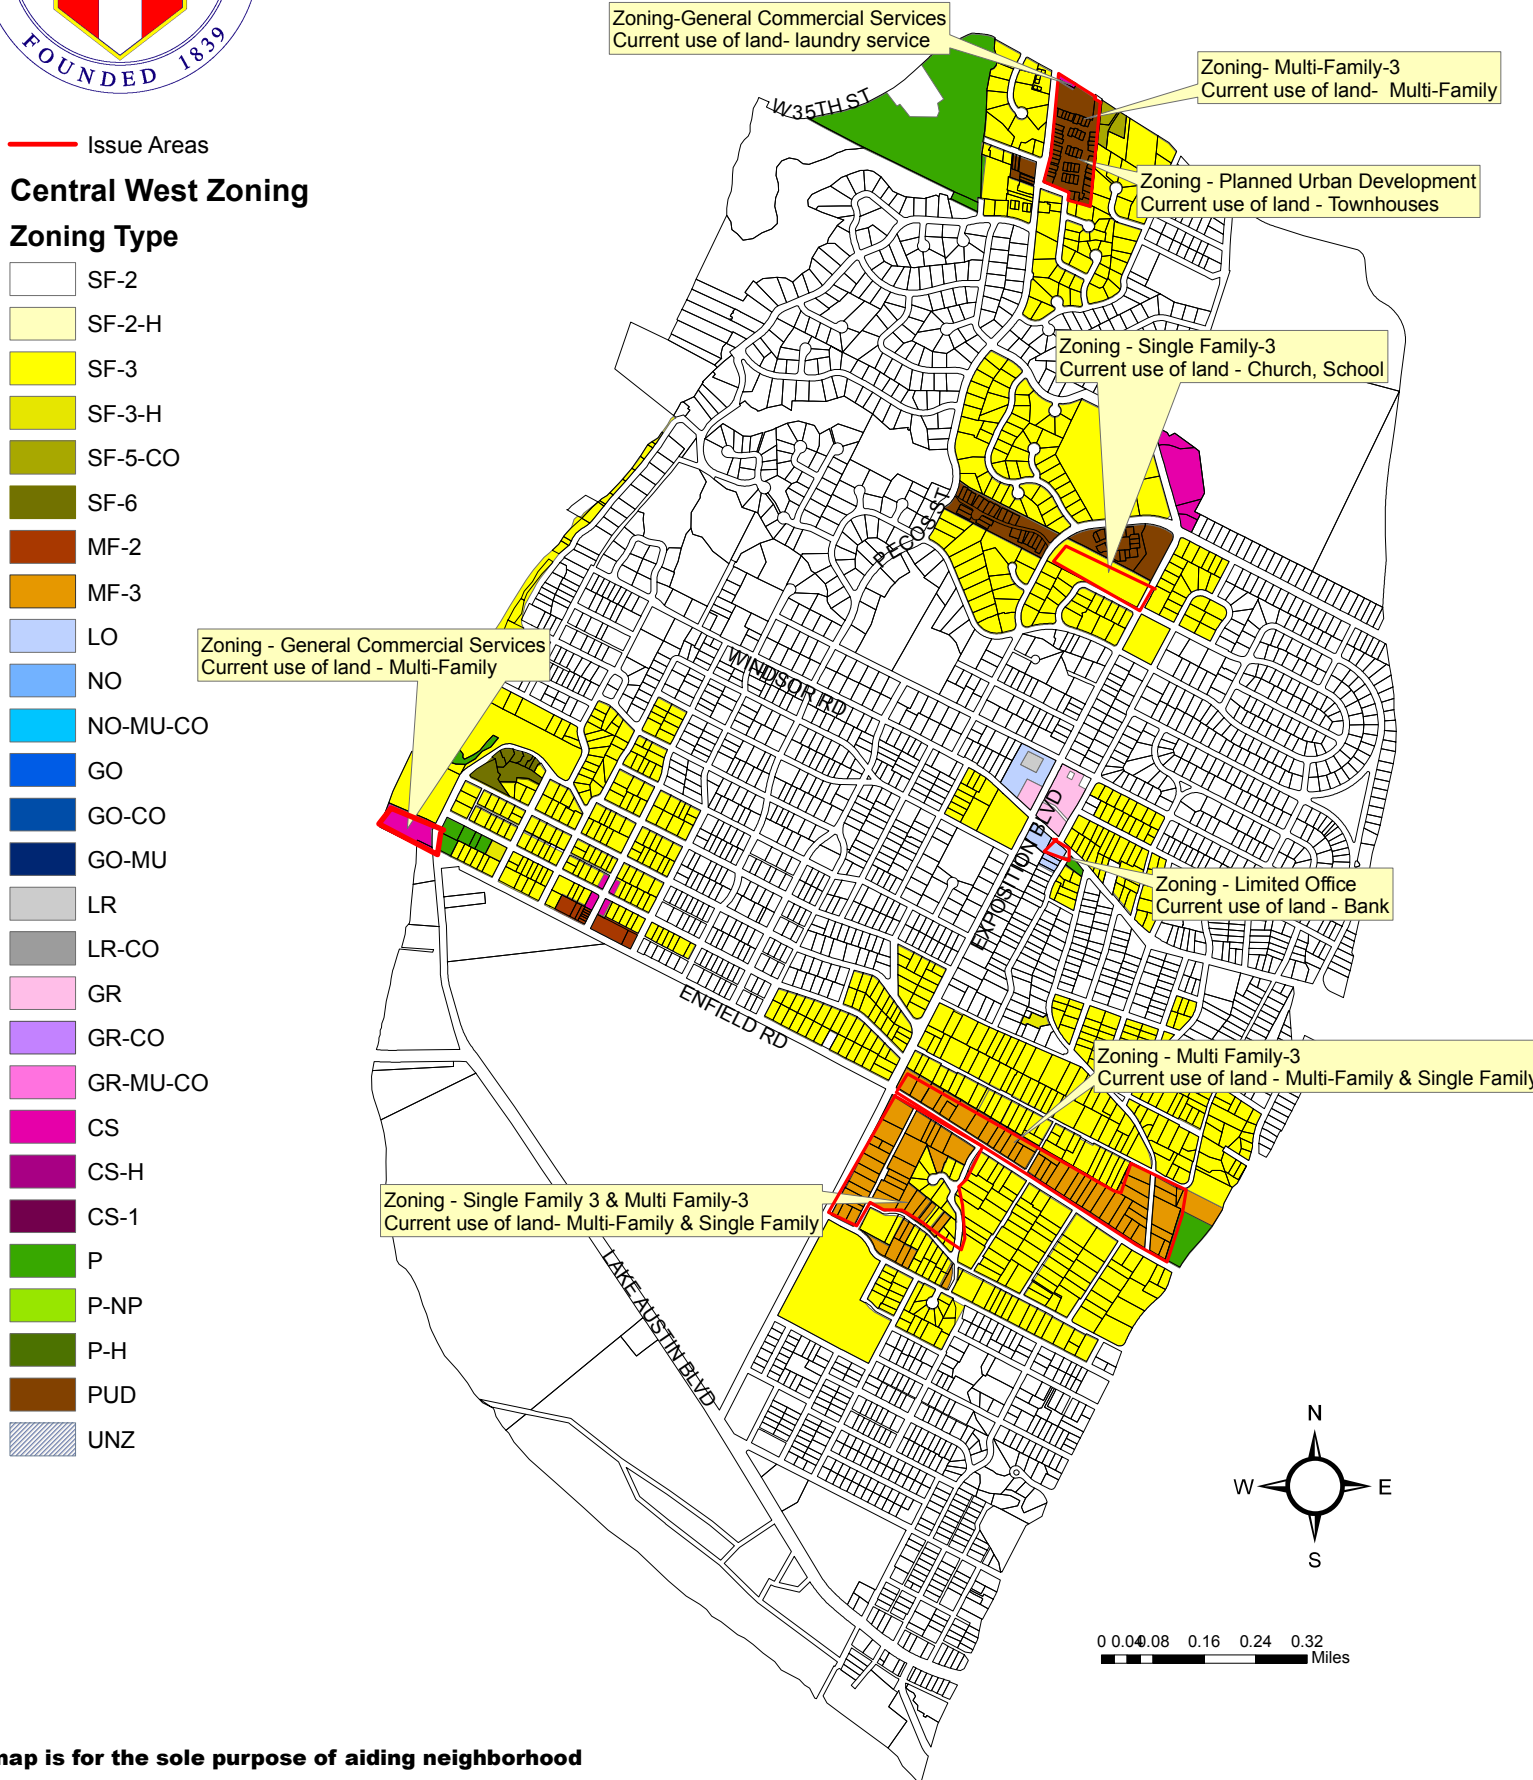 FOUNDED 1839
Issue Areas
Central West Zoning
Zoning Type
SF-2
SF-2-H
SF-3
SF-3-H
SF-5-CO
SF-6
MF-2
MF-3
LO
NO
NO-MU-CO
GO
GO-CO
GO-MU
LR
LR-CO
GR
GR-CO
GR-MU-CO
CS
CS-H
CS-1
P
P-NP
P-H
PUD
UNZ
Zoning-General Commercial Services
Current use of land- laundry service
Zoning- Multi-Family-3
Current use of land- Multi-Family
W35TH ST
Zoning - Planned Urban Development
Current use of land - Townhouses
Zoning - Single Family-3
Current use of land - Church, School
PECOS ST
Zoning - General Commercial Services
Current use of land - Multi-Family
WINDSOR RD
EXPOSITION BLVD
Zoning - Limited Office
Current use of land - Bank
ENFIELD RD
Zoning - Multi Family-3
Current use of land - Multi-Family & Single Family
Zoning - Single Family 3 & Multi Family-3
Current use of land- Multi-Family & Single Family
LAKE AUSTIN BLVD
N
W
E
S
0 0.04 0.08 0.16 0.24 0.32
Miles
map is for the sole purpose of aiding neighborhood